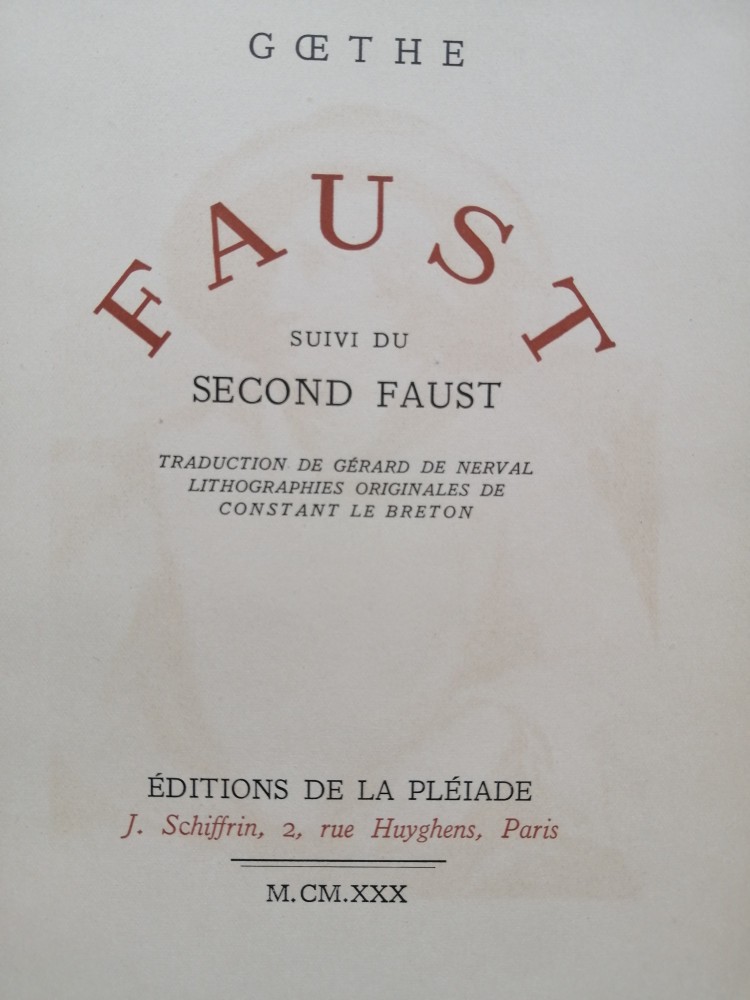 GŒTHE
FAUST
SUIVI DU
SECOND FAUST
TRADUCTION DE GÉRARD DE NERVAL
LITHOGRAPHIES ORIGINALES DE
CONSTANT LE BRETON
ÉDITIONS DE LA PLÉIADE
J. Schiffrin, 2, rue Huyghens, Paris
M.CM.XXX